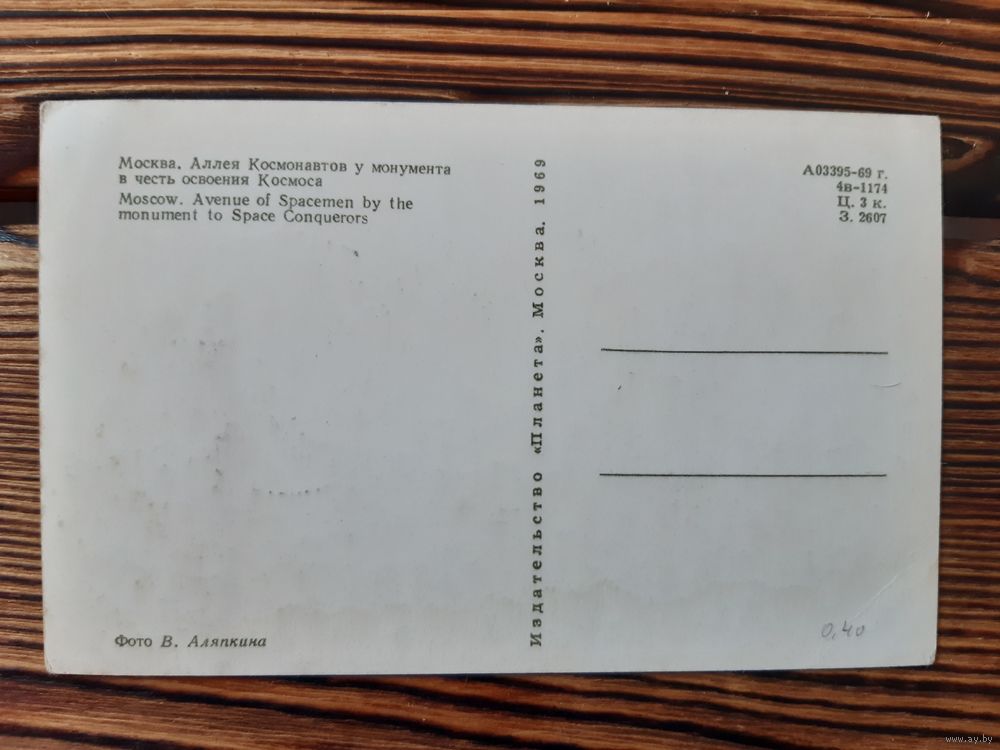 Москва. Аллея Космонавтов у монумента
в честь освоения Космоса
Moscow. Avenue of Spacemen by the
monument to Space Conquerors
Издательство «Планета». Москва. 1969
А03395-69 г.
4в-1174
Ц. 3 к.
З. 2607
Фото В. Аляпкина
0,40
www.ay.by